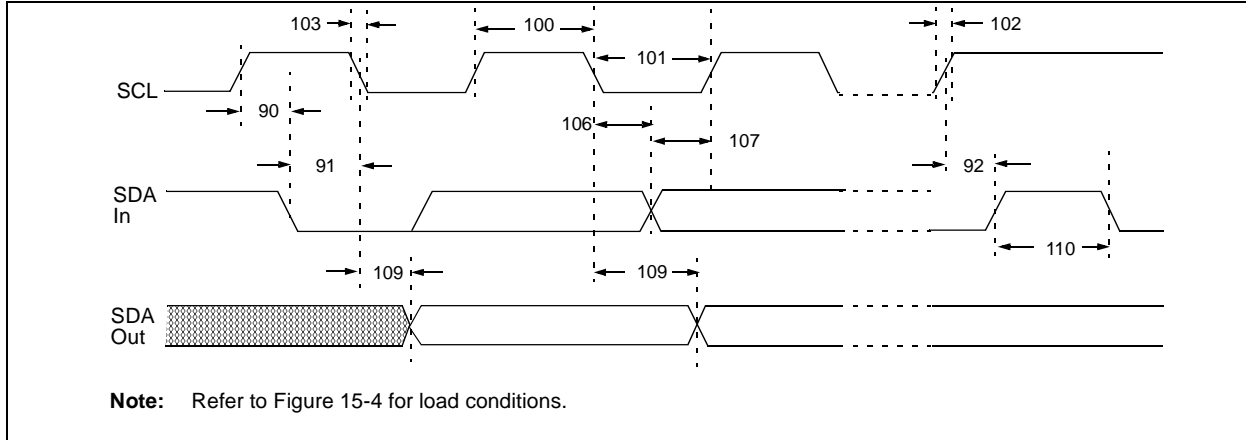 103
100
102
101
SCL
90
106
107
91
92
SDA
In
110
109
109
SDA
Out
Note: Refer to Figure 15-4 for load conditions.